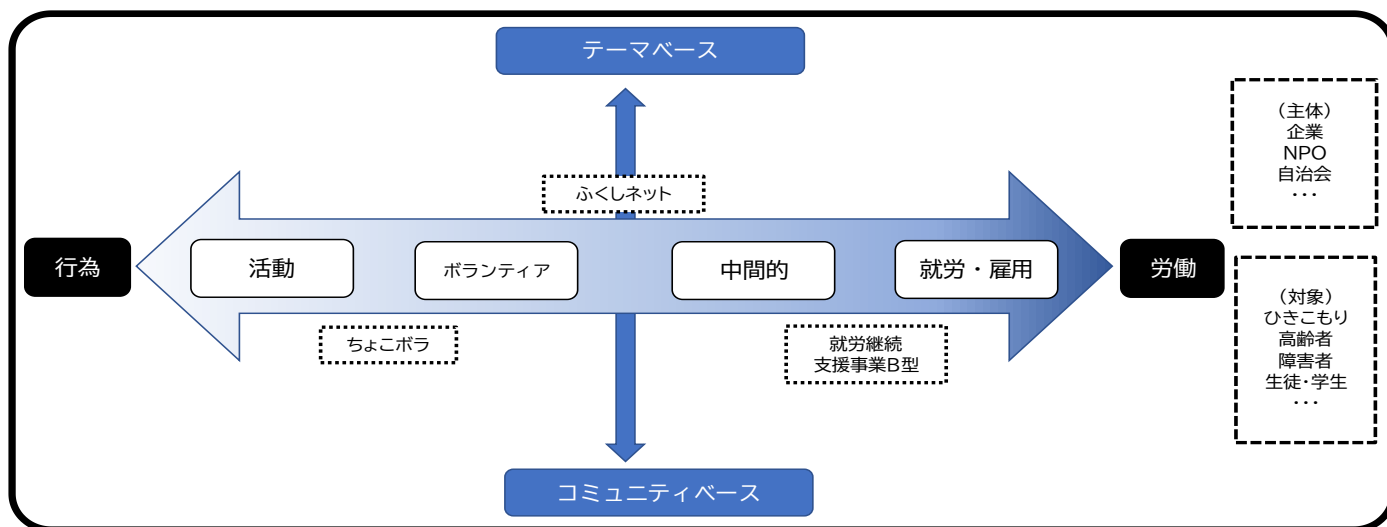 テーマベース
（主体）
企業
NPO
自治会
・・・
ふくしネット
行為
活動
ボランティア
中間的
就労・雇用
労働
ちょこボラ
就労継続
支援事業B型
（対象）
ひきこもり
高齢者
障害者
生徒・学生
・・・
コミュニティベース